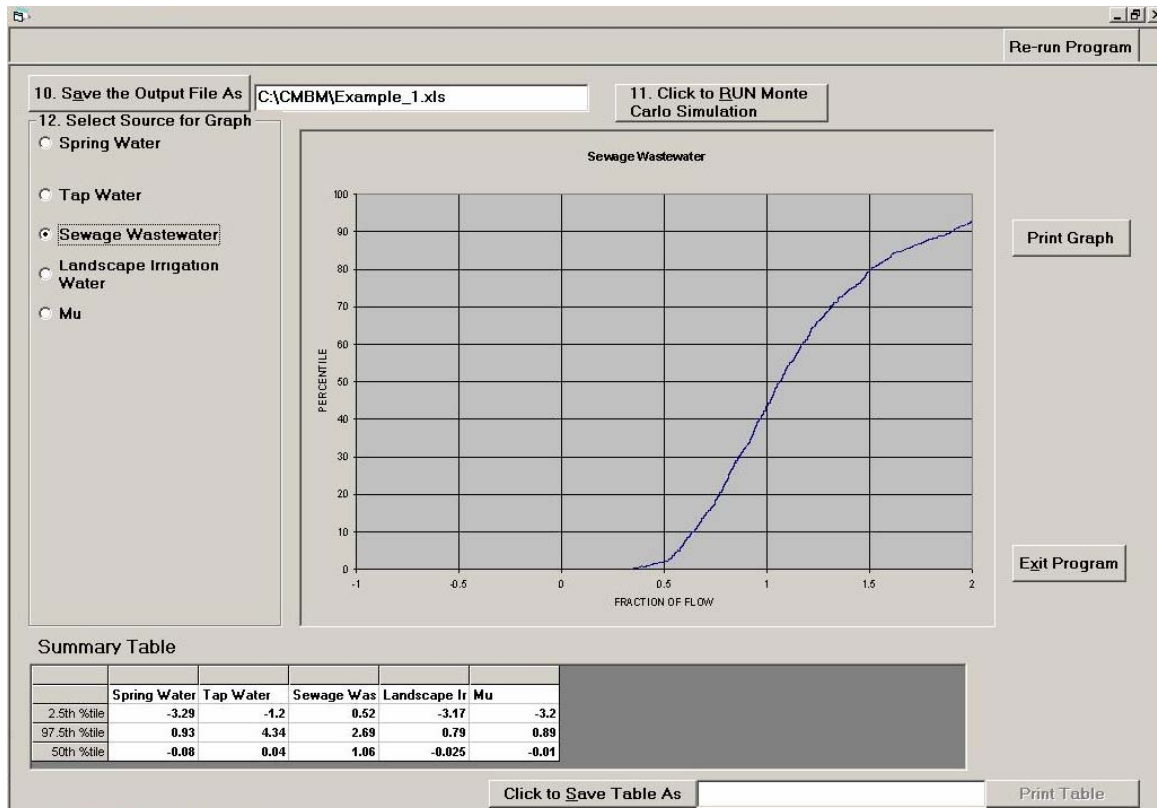 Re-run Program
10. Save the Output File As
C:\CMBM\Example_1.xls
11. Click to RUN Monte
Carlo Simulation
12. Select Source for Graph
Spring Water
Tap Water
Sewage Wastewater
Landscape Irrigation
Water
Mu
Sewage Wastewater
PERCENTILE
100
90
80
70
60
50
40
30
20
10
0
-1 -0.5 0 0.5 1 1.5 2
FRACTION OF FLOW
Print Graph
Exit Program
Summary Table
Spring Water Tap Water Sewage Was Landscape Ir Mu
2.5th %tile -3.29 -1.2 0.52 -3.17 -3.2
97.5th %tile 0.93 4.34 2.69 0.79 0.89
50th %tile -0.08 0.04 1.06 -0.025 -0.01
Click to Save Table As
Print Table